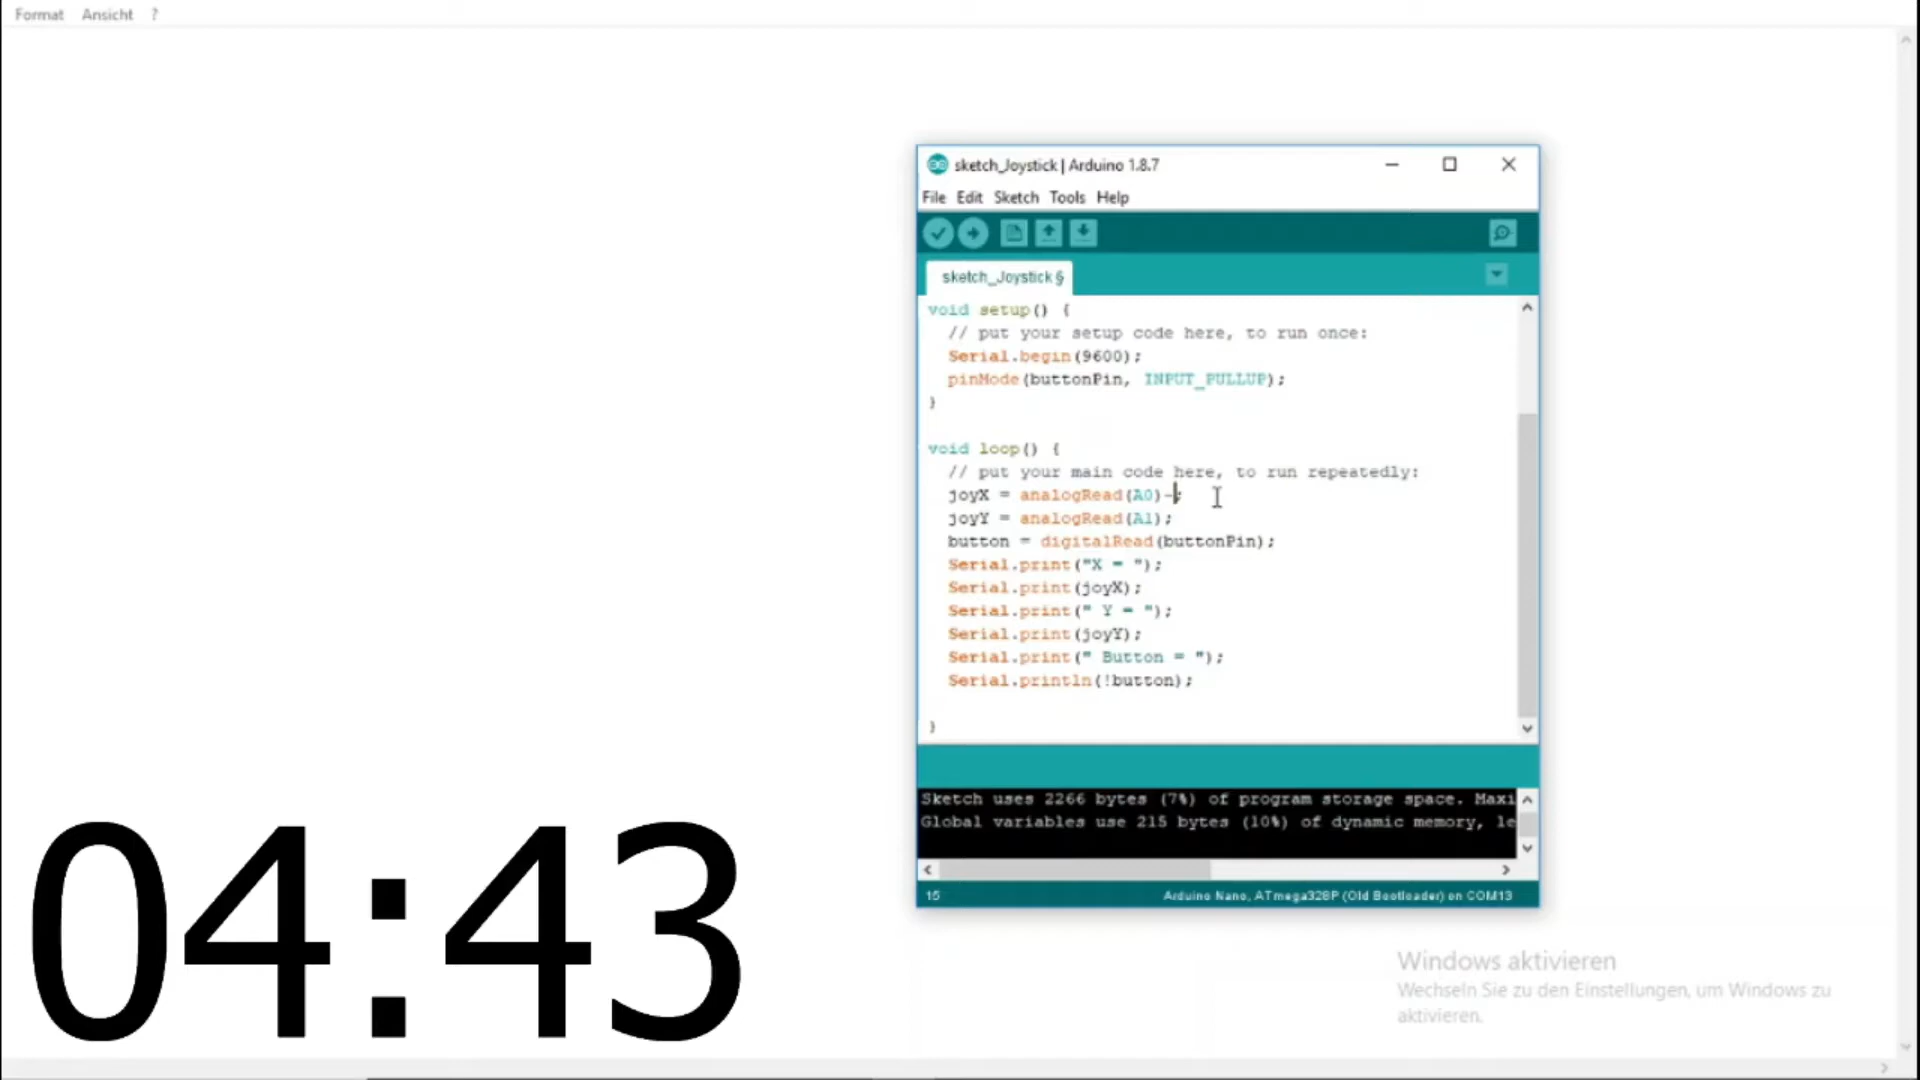 Format Ansicht ?
sketch_Joystick | Arduino 1.8.7
File Edit Sketch Tools Help
sketch_Joystick §
void setup() {
// put your setup code here, to run once:
Serial.begin(9600);
pinMode(buttonPin, INPUT_PULLUP);
}
void loop() {
// put your main code here, to run repeatedly:
joyX = analogRead(A0)-;
joyY = analogRead(A1);
button = digitalRead(buttonPin);
Serial.print("X = ");
Serial.print(joyX);
Serial.print(" Y = ");
Serial.print(joyY);
Serial.print(" Button = ");
Serial.println(!button);
}
Sketch uses 2266 bytes (7%) of program storage space. Maxi
Global variables use 215 bytes (10%) of dynamic memory, le
15 Arduino Nano, ATmega328P (Old Bootloader) on COM13
04:43
Windows aktivieren
Wechseln Sie zu den Einstellungen, um Windows zu
aktivieren.